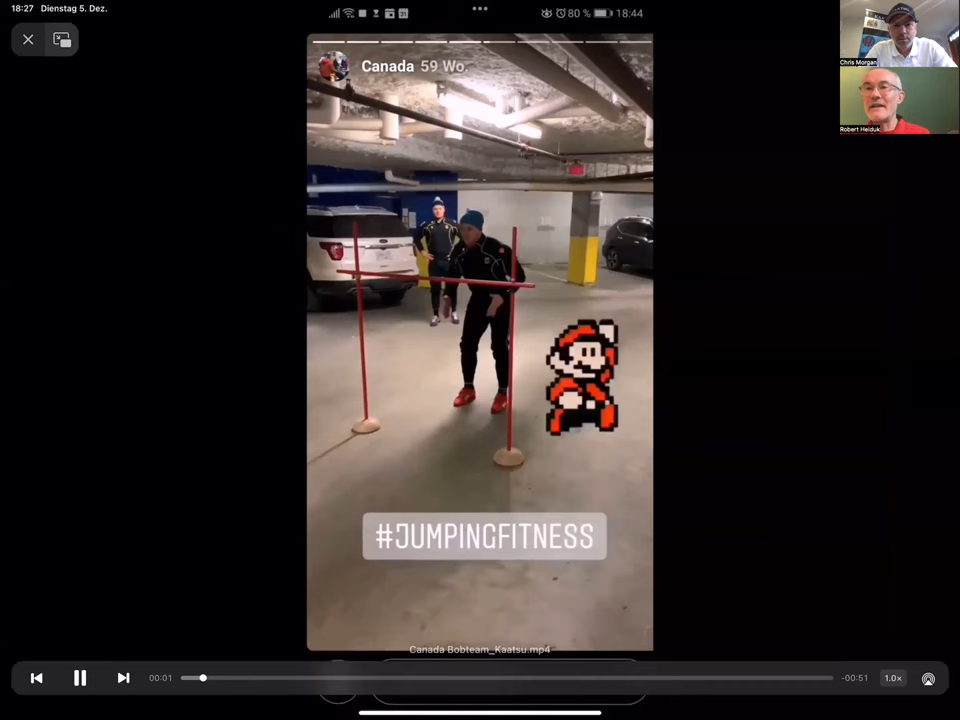 18:27 Dienstag 5. Dez.
80 % 18:44
Canada 59 Wo.
Chris Morgan
Robert Heiduk
#JUMPINGFITNESS
Canada Bobteam_Kaatsu.mp4
00:01
-00:51
1.0×